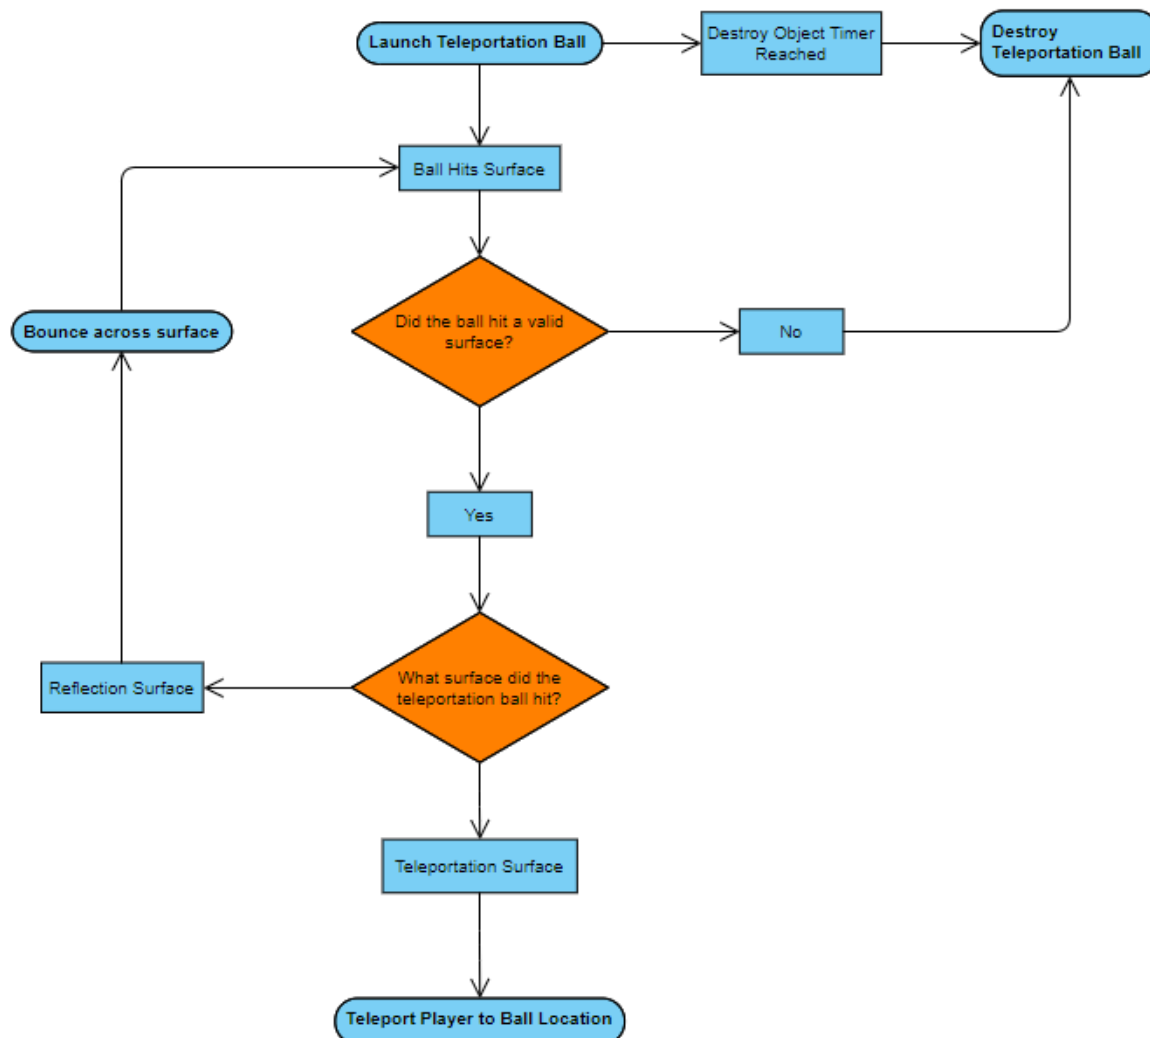 Launch Teleportation Ball
Destroy Object Timer
Reached
Destroy
Teleportation Ball
Ball Hits Surface
Did the ball hit a valid
surface?
No
Bounce across surface
Yes
What surface did the
teleportation ball hit?
Reflection Surface
Teleportation Surface
Teleport Player to Ball Location